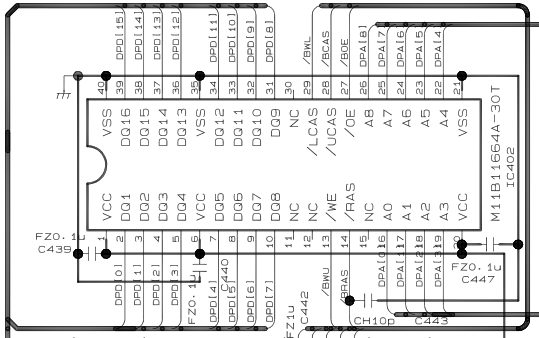 DPD[15] DPD[14] DPD[13] DPD[12] DPD[11] DPD[10] DPD[9] DPD[8] /BWL /BCAS /BOE DPA[8] DPA[7] DPA[6] DPA[5] DPA[4]
40 39 38 37 36 35 34 33 32 31 30 29 28 27 26 25 24 23 22 21
VSS DQ16 DQ15 DQ14 DQ13 VSS DQ12 DQ11 DQ10 DQ9 NC /LCAS /UCAS /OE A8 A7 A6 A5 A4 VSS
M11B11664A-30T
IC402
VCC DQ1 DQ2 DQ3 DQ4 VCC DQ5 DQ6 DQ7 DQ8 NC NC /WE /RAS NC A0 A1 A2 A3 VCC
1 2 3 4 5 6 7 8 9 10 11 12 13 14 15 16 17 18 19 20
FZ0.1u
C439
DPD[0] DPD[1] DPD[2] DPD[3]
FZ0.1u
C440
DPD[4] DPD[5] DPD[6] DPD[7]
FZ1u
C442
/BWU /BRAS
DPA[0] DPA[1] DPA[2] DPA[3]
FZ0.1u
C447
CH10p
C443